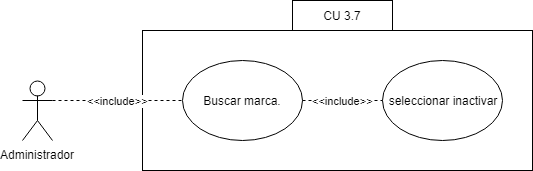 CU 3.7
<<include>>
Buscar marca.
<<include>>
seleccionar inactivar
Administrador